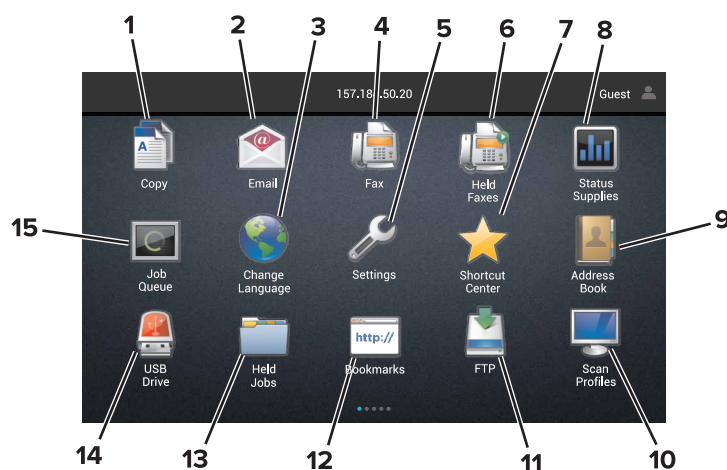 1 2 3 4 5 6 7 8
Guest
Copy Email Fax Held Faxes Status Supplies
A
@
15
9
Job Queue Change Language Settings Shortcut Center Address Book
http://
USB Drive Held Jobs Bookmarks FTP Scan Profiles
14 13 12 11 10